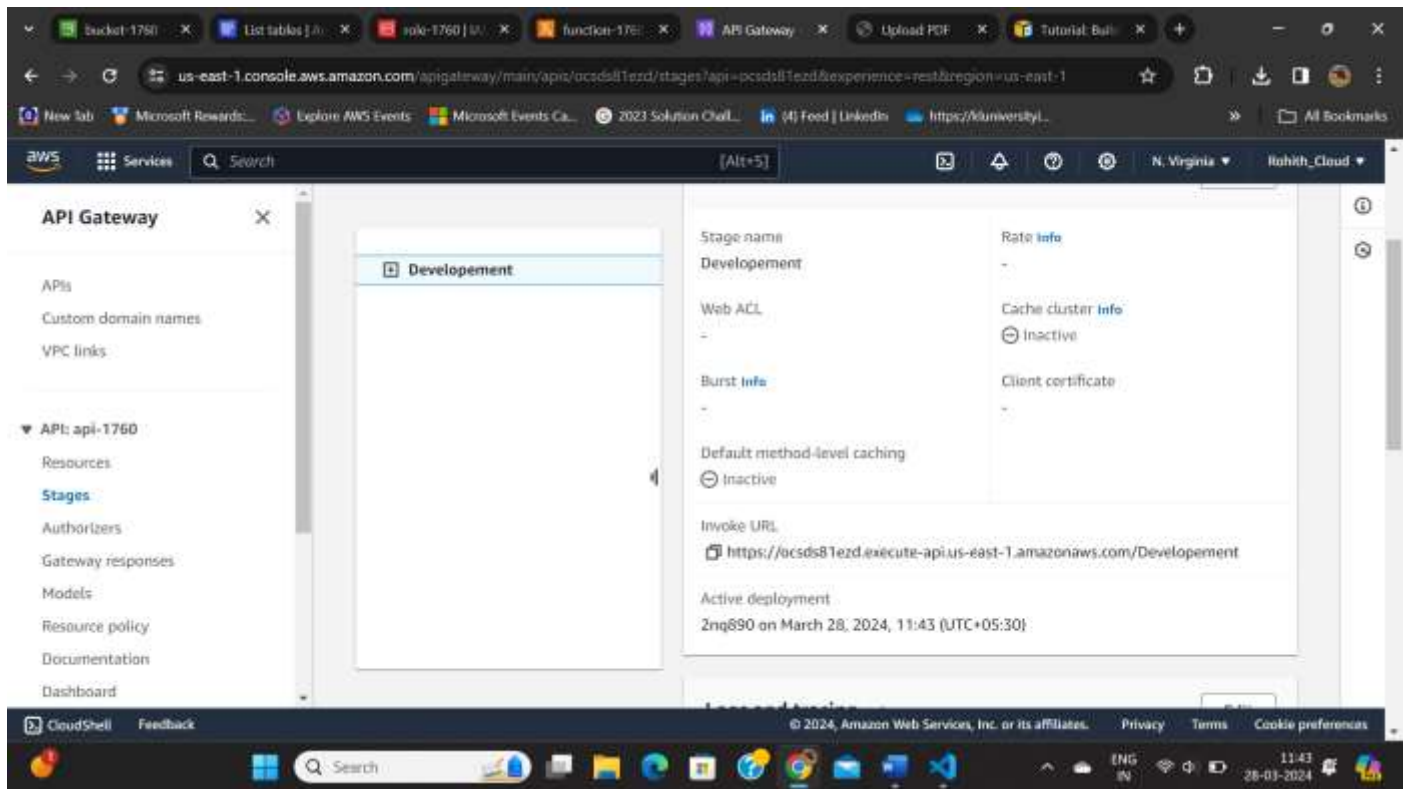 bucket-1760
List tables |
role-1760 |
function-176
API Gateway
Upload PDF
Tutorial: Buil
us-east-1.console.aws.amazon.com/apigateway/main/apis/ocsds81ezd/stages?api=ocsds81ezd&experience=rest&region=us-east-1
New Tab
Microsoft Rewards:...
Explore AWS Events
Microsoft Events Ca...
2023 Solution Chall...
(4) Feed | LinkedIn
»
All Bookmarks
aws
Services
Search
[Alt+S]
N. Virginia
Rohith_Cloud
API Gateway
APIs
Custom domain names
VPC links
API: api-1760
Resources
Stages
Authorizers
Gateway responses
Models
Resource policy
Documentation
Dashboard
Developement
Stage name
Developement
Rate Info
-
Web ACL
-
Cache cluster Info
Inactive
Burst Info
-
Client certificate
-
Default method-level caching
Inactive
Invoke URL
https://ocsds81ezd.execute-api.us-east-1.amazonaws.com/Developement
Active deployment
2nq890 on March 28, 2024, 11:43 (UTC+05:30)
Logs and tracing
Edit
CloudShell
Feedback
© 2024, Amazon Web Services, Inc. or its affiliates.
Privacy
Terms
Cookie preferences
Search
ENG
IN
11:43
28-03-2024